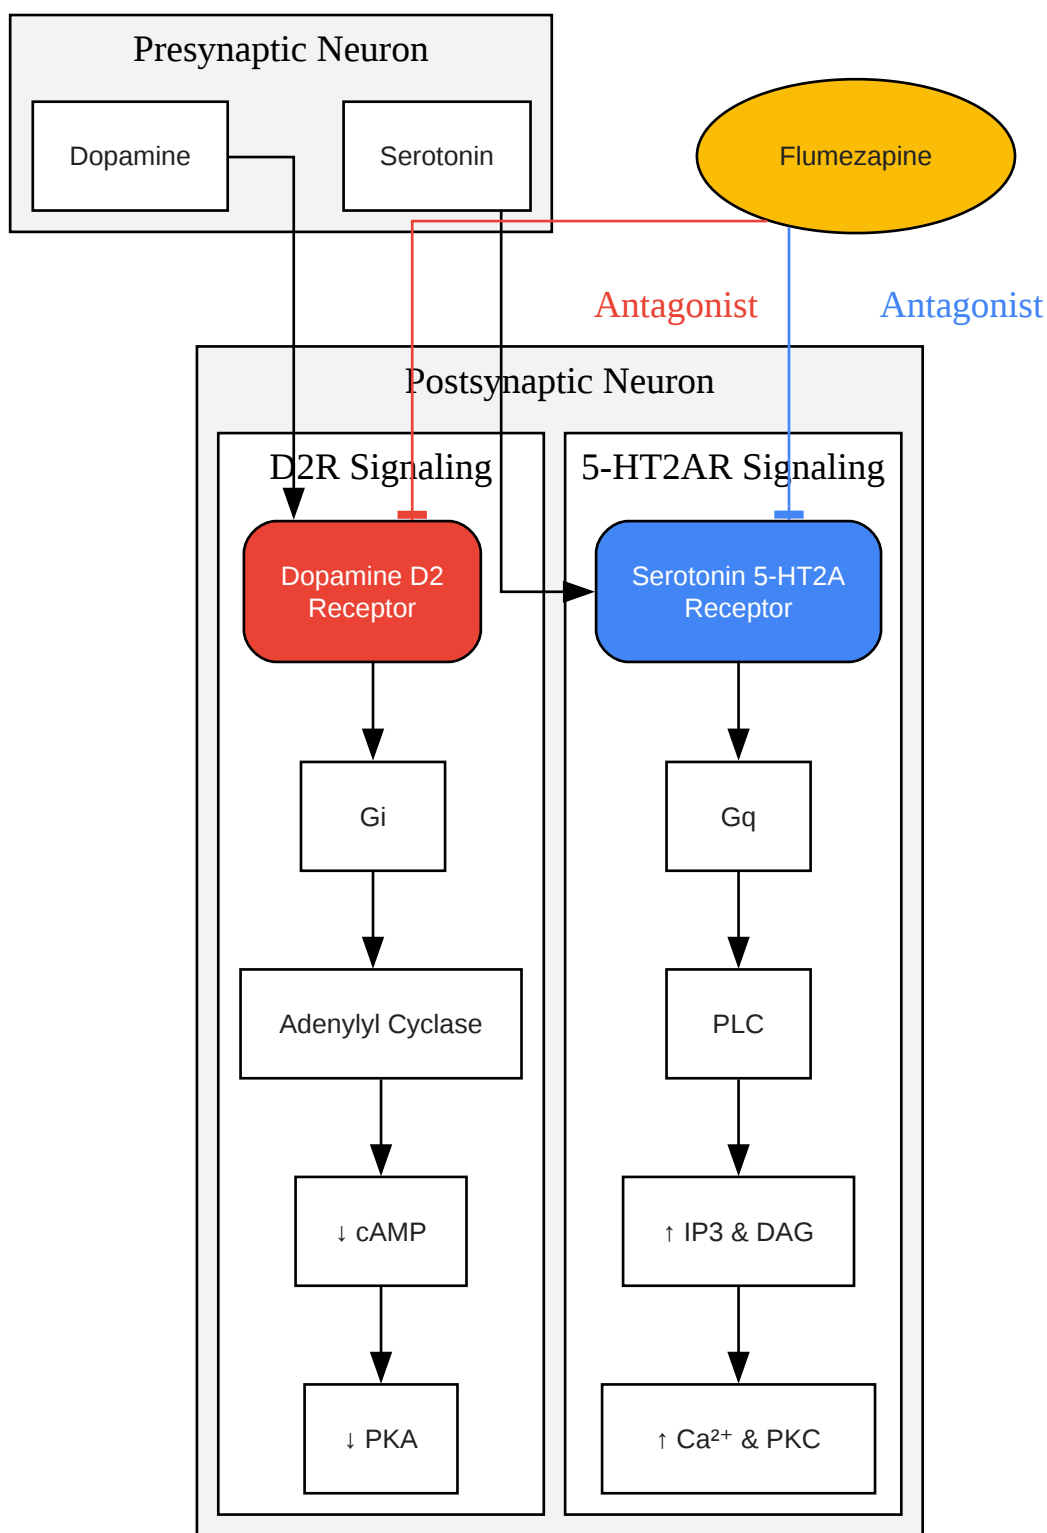 Presynaptic Neuron
Dopamine
Serotonin
Flumezapine
Antagonist
Antagonist
Postsynaptic Neuron
D2R Signaling
5-HT2AR Signaling
Dopamine D2
Receptor
Serotonin 5-HT2A
Receptor
Gi
Gq
Adenylyl Cyclase
PLC
↓ cAMP
↑ IP3 & DAG
↓ PKA
↑ Ca²⁺ & PKC